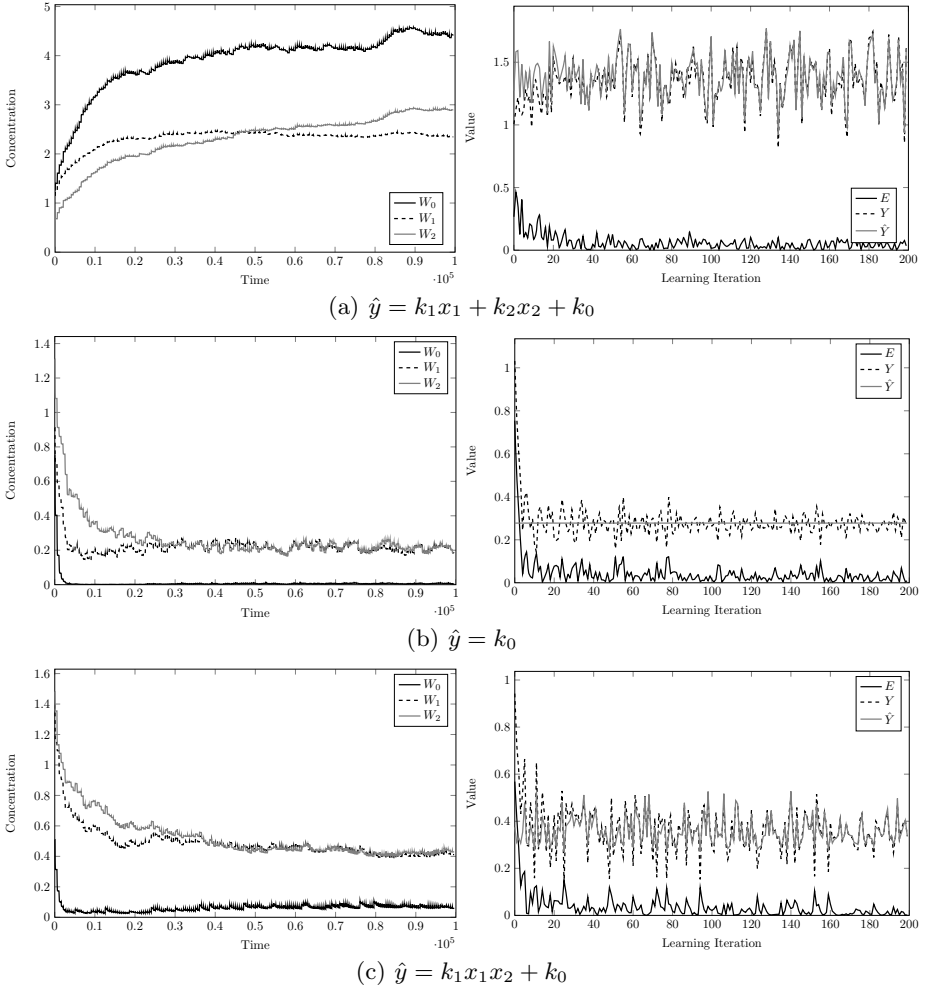 5
4
3
2
1
0
Concentration
0 0.1 0.2 0.3 0.4 0.5 0.6 0.7 0.8 0.9 1
Time
·10⁵
W₀
W₁
W₂
1.5
1
0.5
0
Value
0 20 40 60 80 100 120 140 160 180 200
Learning Iteration
E
Y
Ŷ
(a) ŷ = k₁x₁ + k₂x₂ + k₀
1.4
1.2
1
0.8
0.6
0.4
0.2
0
Concentration
0 0.1 0.2 0.3 0.4 0.5 0.6 0.7 0.8 0.9 1
Time
·10⁵
W₀
W₁
W₂
1
0.8
0.6
0.4
0.2
0
Value
0 20 40 60 80 100 120 140 160 180 200
Learning Iteration
E
Y
Ŷ
(b) ŷ = k₀
1.6
1.4
1.2
1
0.8
0.6
0.4
0.2
0
Concentration
0 0.1 0.2 0.3 0.4 0.5 0.6 0.7 0.8 0.9 1
Time
·10⁵
W₀
W₁
W₂
1
0.8
0.6
0.4
0.2
0
Value
0 20 40 60 80 100 120 140 160 180 200
Learning Iteration
E
Y
Ŷ
(c) ŷ = k₁x₁x₂ + k₀